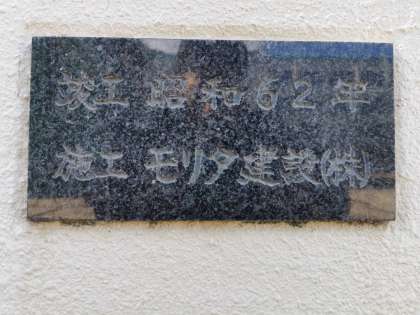 竣工 昭和62年
施工 モリタ建設(株)